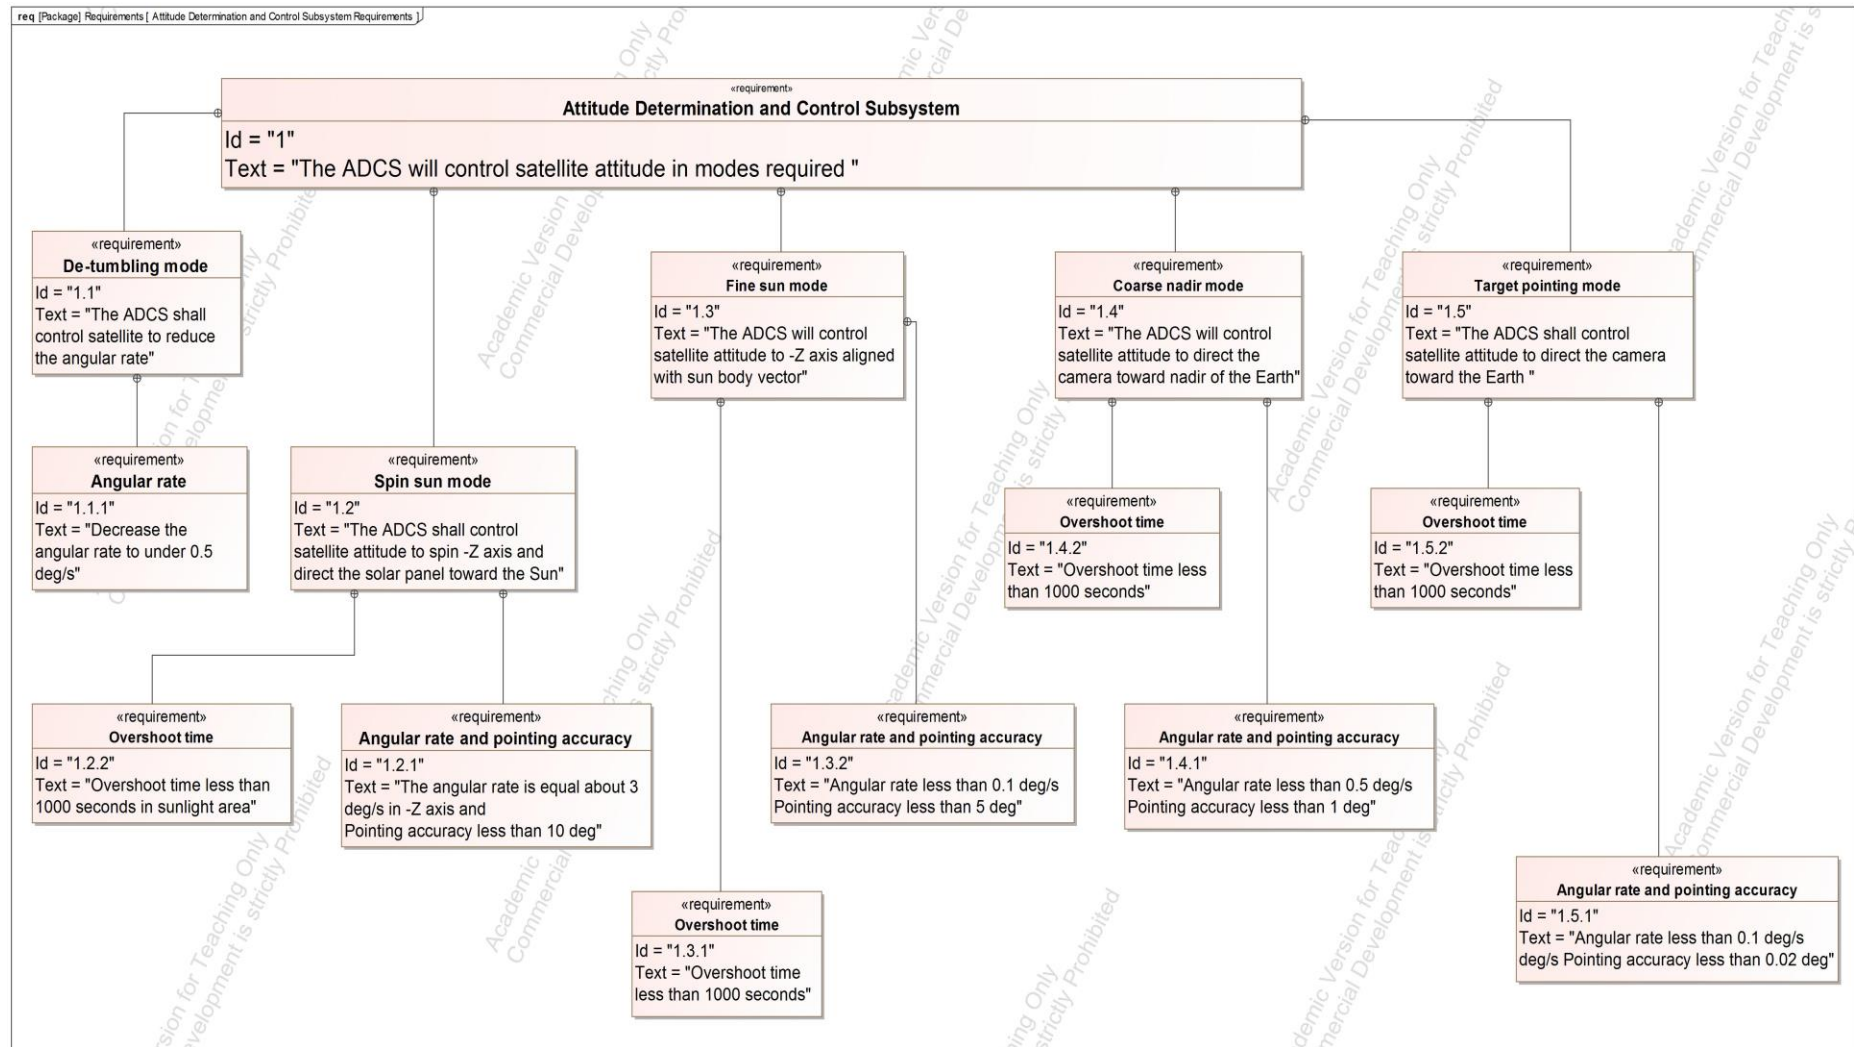 req [Package] Requirements [ Attitude Determination and Control Subsystem Requirements ]
«requirement»
Attitude Determination and Control Subsystem
Id = "1"
Text = "The ADCS will control satellite attitude in modes required "
«requirement»
De-tumbling mode
Id = "1.1"
Text = "The ADCS shall
control satellite to reduce
the angular rate"
«requirement»
Fine sun mode
Id = "1.3"
Text = "The ADCS will control
satellite attitude to -Z axis aligned
with sun body vector"
«requirement»
Coarse nadir mode
Id = "1.4"
Text = "The ADCS will control
satellite attitude to direct the
camera toward nadir of the Earth"
«requirement»
Target pointing mode
Id = "1.5"
Text = "The ADCS shall control
satellite attitude to direct the camera
toward the Earth "
«requirement»
Angular rate
Id = "1.1.1"
Text = "Decrease the
angular rate to under 0.5
deg/s"
«requirement»
Spin sun mode
Id = "1.2"
Text = "The ADCS shall control
satellite attitude to spin -Z axis and
direct the solar panel toward the Sun"
«requirement»
Overshoot time
Id = "1.4.2"
Text = "Overshoot time less
than 1000 seconds"
«requirement»
Overshoot time
Id = "1.5.2"
Text = "Overshoot time less
than 1000 seconds"
«requirement»
Overshoot time
Id = "1.2.2"
Text = "Overshoot time less than
1000 seconds in sunlight area"
«requirement»
Angular rate and pointing accuracy
Id = "1.2.1"
Text = "The angular rate is equal about 3
deg/s in -Z axis and
Pointing accuracy less than 10 deg"
«requirement»
Angular rate and pointing accuracy
Id = "1.3.2"
Text = "Angular rate less than 0.1 deg/s
Pointing accuracy less than 5 deg"
«requirement»
Angular rate and pointing accuracy
Id = "1.4.1"
Text = "Angular rate less than 0.5 deg/s
Pointing accuracy less than 1 deg"
«requirement»
Overshoot time
Id = "1.3.1"
Text = "Overshoot time
less than 1000 seconds"
«requirement»
Angular rate and pointing accuracy
Id = "1.5.1"
Text = "Angular rate less than 0.1 deg/s
deg/s Pointing accuracy less than 0.02 deg"
Academic Version for Teaching Only
Commercial Development is strictly Prohibited